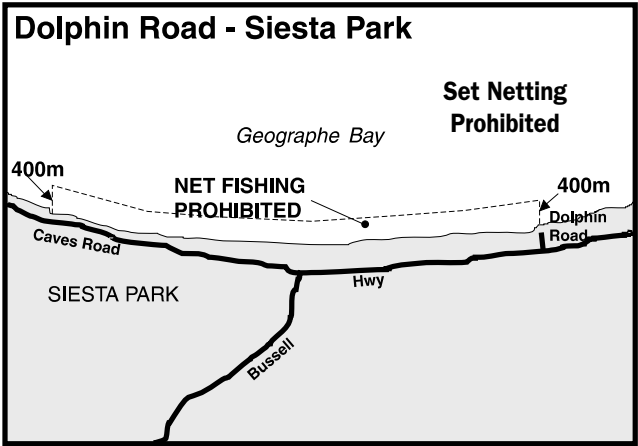 Dolphin Road - Siesta Park
Set Netting
Prohibited
Geographe Bay
400m
NET FISHING
PROHIBITED
400m
Dolphin
Road
Caves Road
SIESTA PARK
Hwy
Bussell